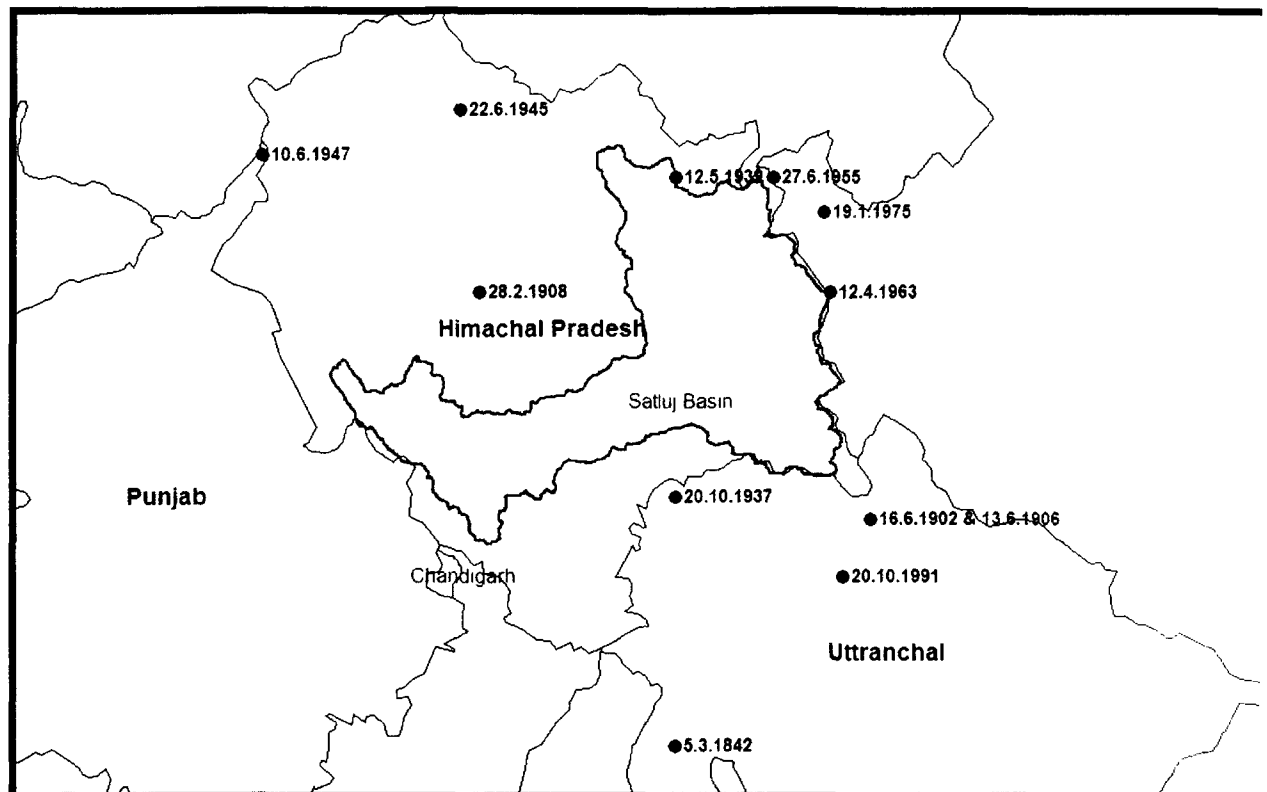 22.6.1945
10.6.1947
12.5.1939
27.6.1955
19.1.1975
28.2.1908
12.4.1963
Himachal Pradesh
Satluj Basin
Punjab
20.10.1937
16.6.1902 & 13.6.1906
Chandigarh
20.10.1991
Uttranchal
5.3.1842